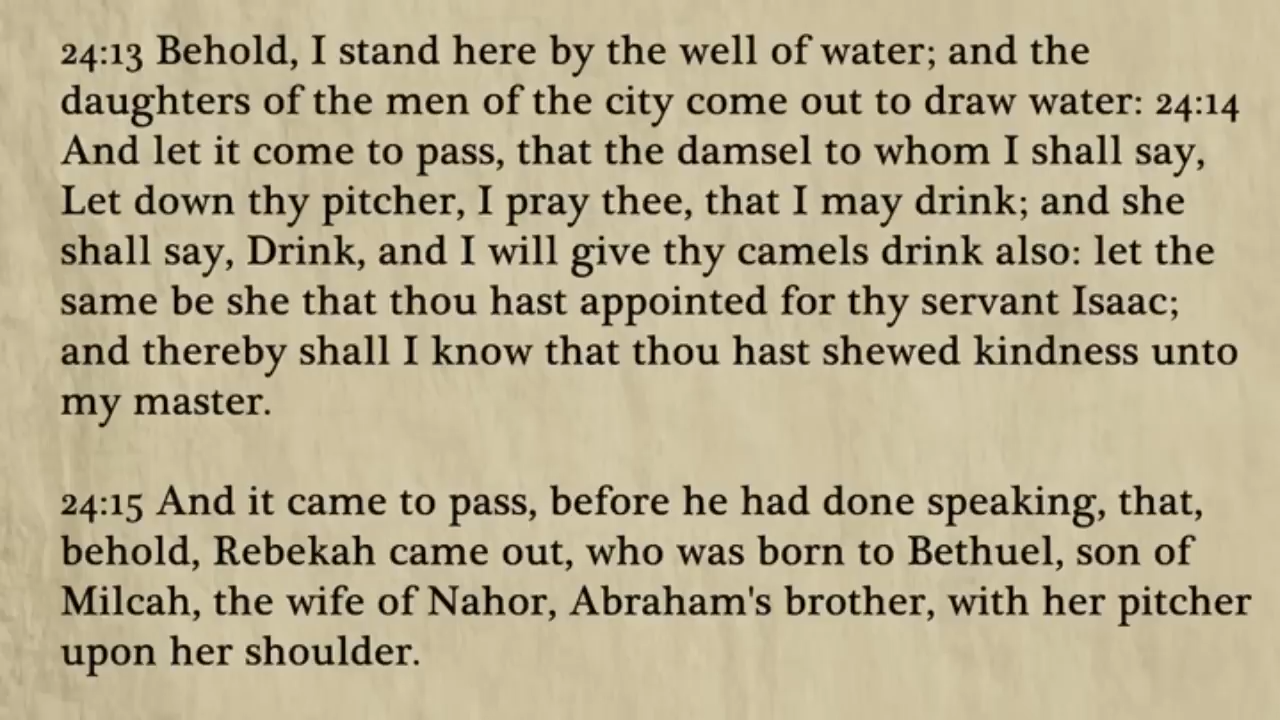 24:13 Behold, I stand here by the well of water; and the
daughters of the men of the city come out to draw water: 24:14
And let it come to pass, that the damsel to whom I shall say,
Let down thy pitcher, I pray thee, that I may drink; and she
shall say, Drink, and I will give thy camels drink also: let the
same be she that thou hast appointed for thy servant Isaac;
and thereby shall I know that thou hast shewed kindness unto
my master.
24:15 And it came to pass, before he had done speaking, that,
behold, Rebekah came out, who was born to Bethuel, son of
Milcah, the wife of Nahor, Abraham's brother, with her pitcher
upon her shoulder.